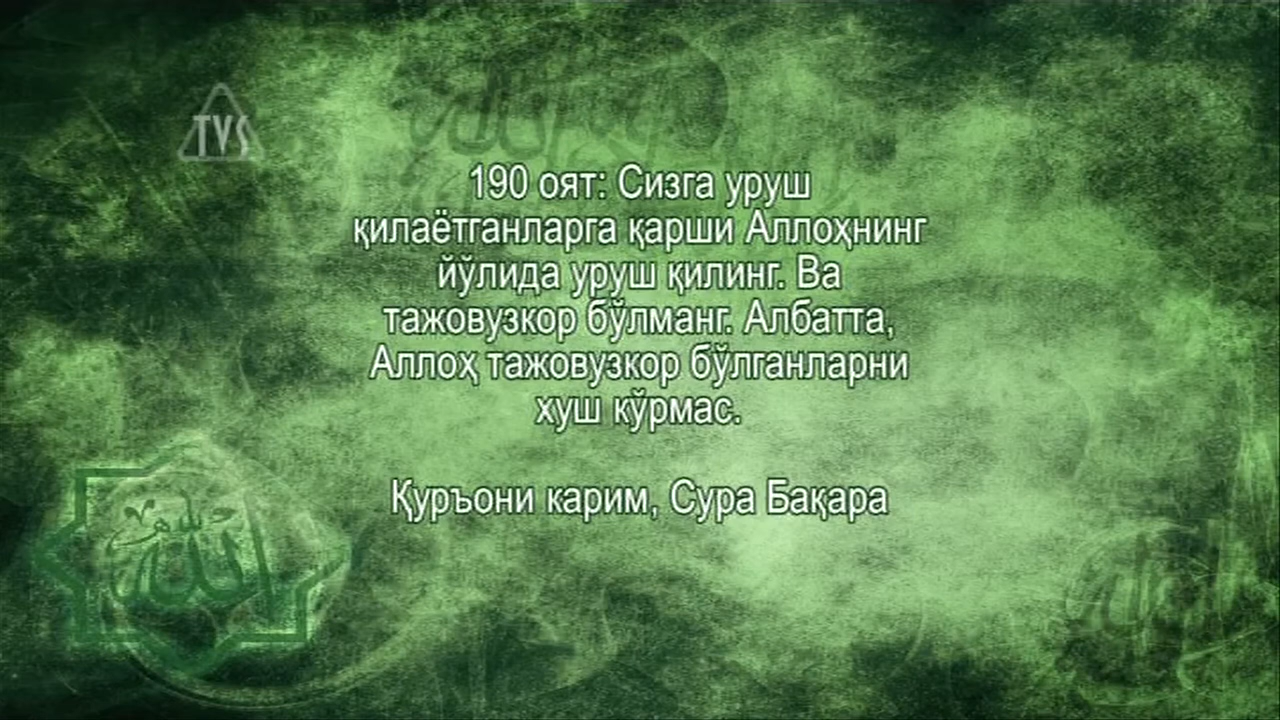 TVS
190 оят: Сизга уруш
қилаётганларга қарши Аллоҳнинг
йўлида уруш қилинг. Ва
тажовузкор бўлманг. Албатта,
Аллоҳ тажовузкор бўлганларни
хуш кўрмас.
Қуръони карим, Сура Бақара
الله